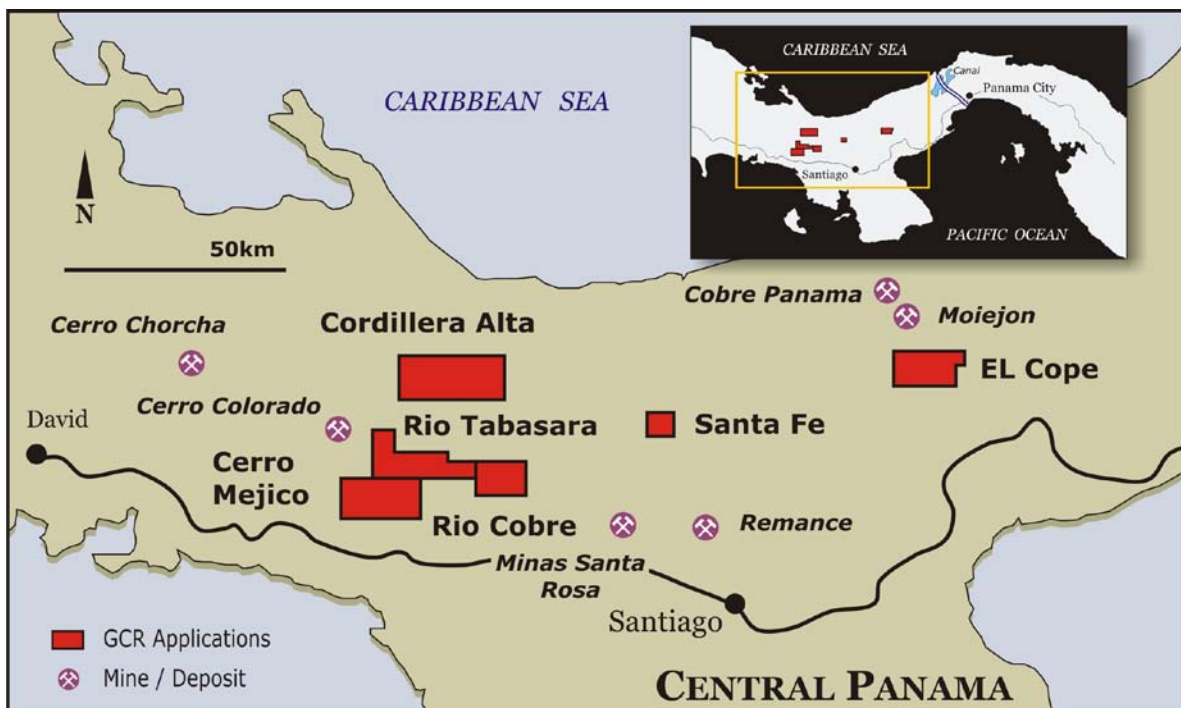 CARIBBEAN SEA
CARIBBEAN SEA
Canal
Panama City
Santiago
PACIFIC OCEAN
N
50km
Cobre Panama
Moiejon
Cerro Chorcha
Cordillera Alta
EL Cope
David
Cerro Colorado
Rio Tabasara
Santa Fe
Cerro
Mejico
Rio Cobre
Remance
Minas Santa
Rosa
Santiago
GCR Applications
Mine / Deposit
CENTRAL PANAMA